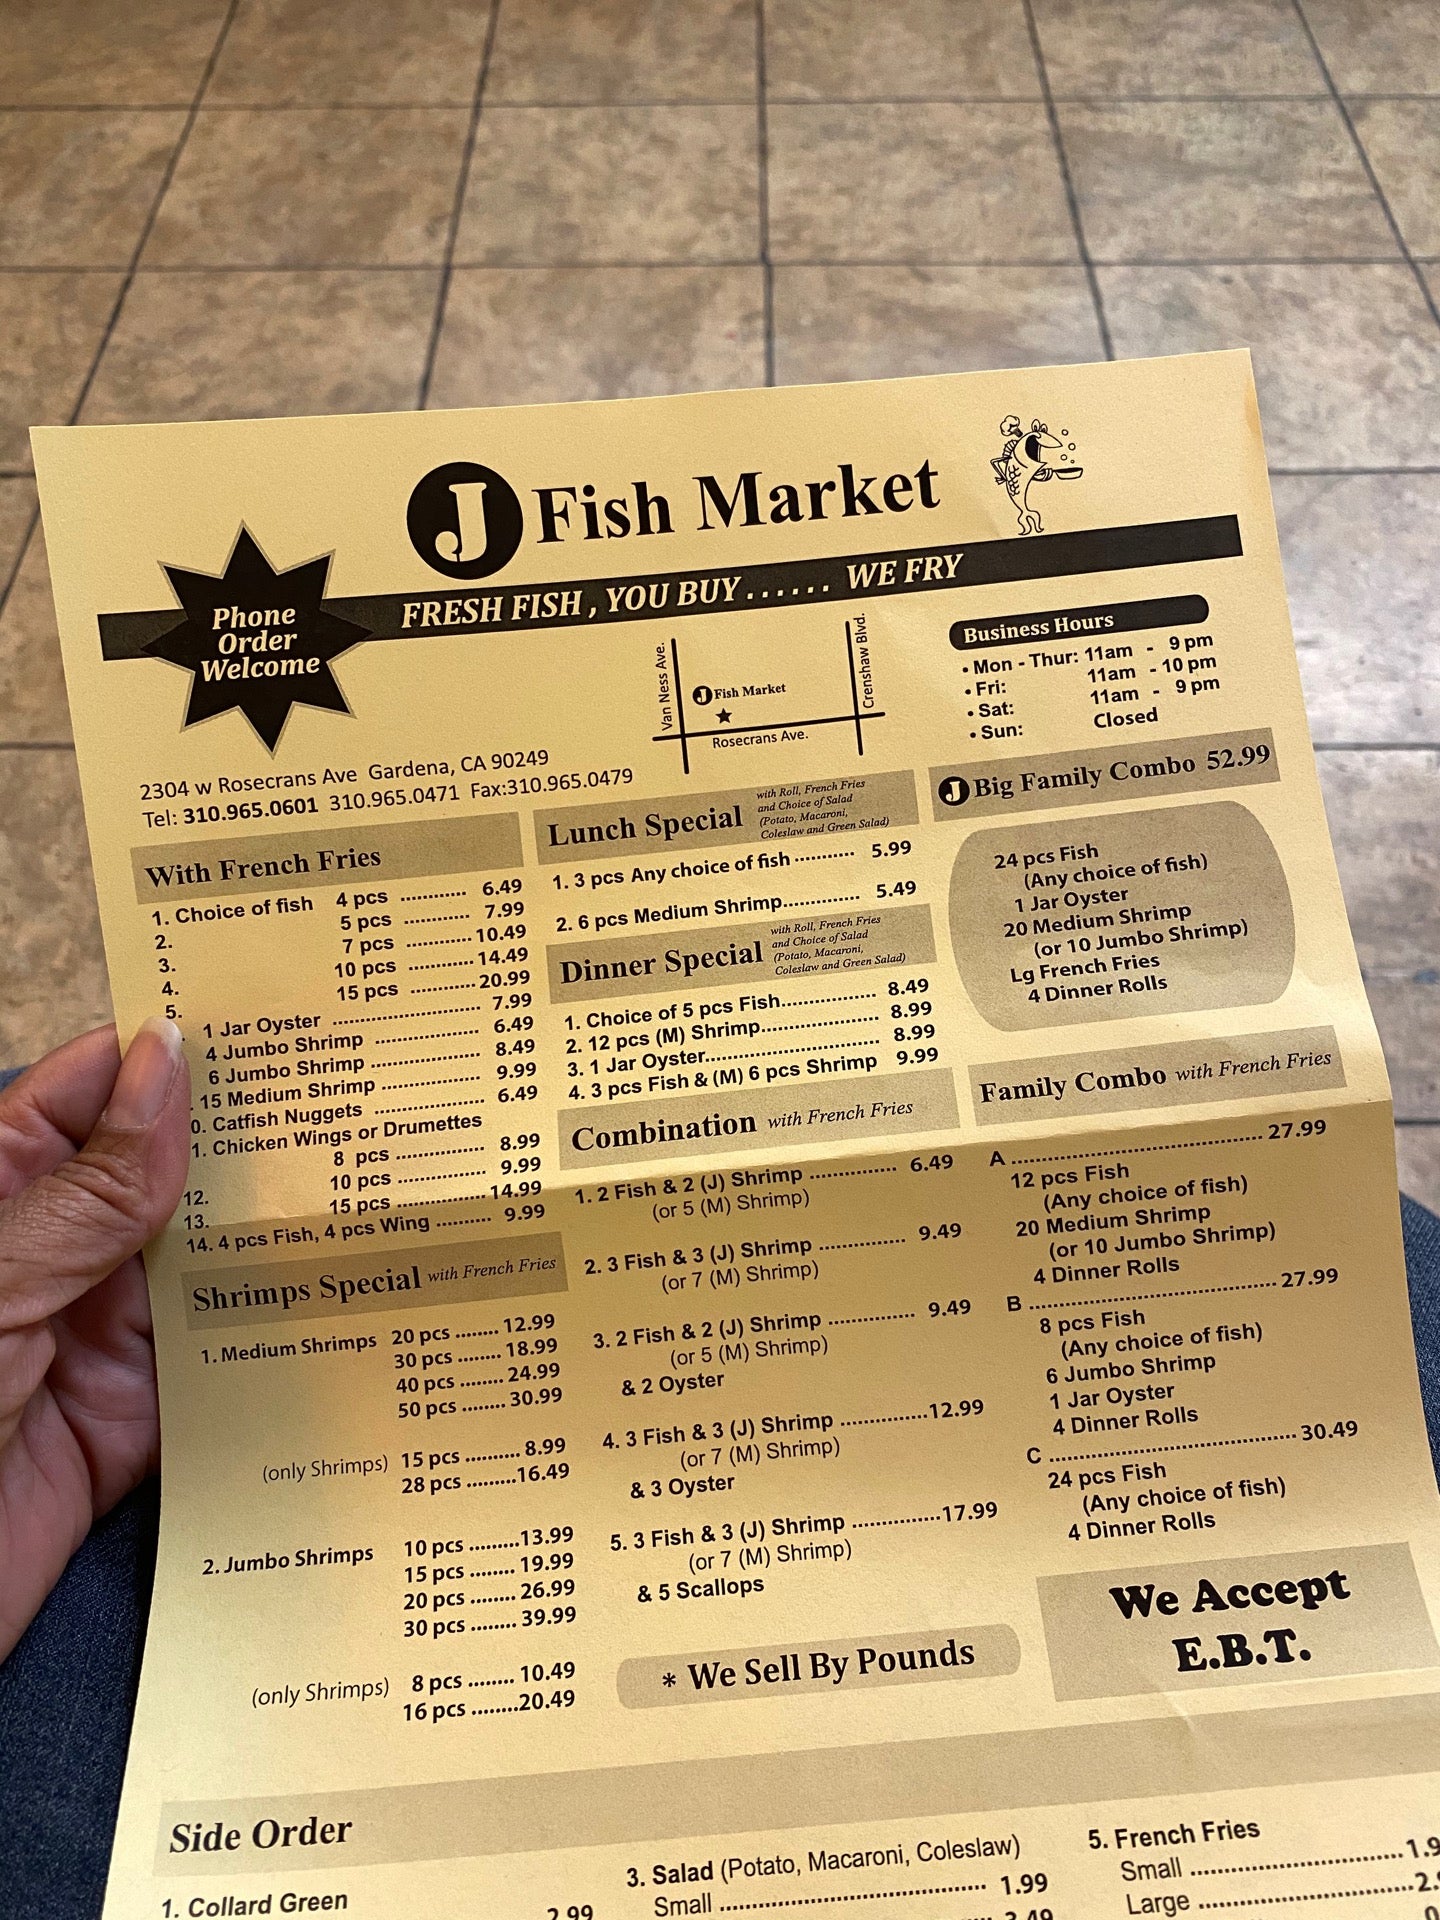 J Fish Market
FRESH FISH , YOU BUY ...... WE FRY
Phone
Order
Welcome
2304 w Rosecrans Ave Gardena, CA 90249
Tel: 310.965.0601 310.965.0471 Fax:310.965.0479
Van Ness Ave.
Crenshaw Blvd.
J Fish Market
Rosecrans Ave.
Business Hours
• Mon - Thur: 11am - 9 pm
• Fri: 11am - 10 pm
• Sat: 11am - 9 pm
• Sun: Closed
With French Fries
1. Choice of fish 4 pcs ............ 6.49
2. 5 pcs ............ 7.99
3. 7 pcs ............ 10.49
4. 10 pcs ............ 14.49
5. 15 pcs ............ 20.99
1 Jar Oyster ............ 7.99
4 Jumbo Shrimp ............ 6.49
6 Jumbo Shrimp ............ 8.49
. 15 Medium Shrimp ............ 9.99
0. Catfish Nuggets ............ 6.49
1. Chicken Wings or Drumettes
8 pcs ............ 8.99
12. 10 pcs ............ 9.99
13. 15 pcs ............ 14.99
14. 4 pcs Fish, 4 pcs Wing .......... 9.99
Shrimps Special with French Fries
1. Medium Shrimps 20 pcs ........ 12.99
30 pcs ........ 18.99
40 pcs ........ 24.99
50 pcs ........ 30.99
(only Shrimps) 15 pcs .......... 8.99
28 pcs .........16.49
2. Jumbo Shrimps 10 pcs .........13.99
15 pcs ........ 19.99
20 pcs ........ 26.99
30 pcs ........ 39.99
(only Shrimps) 8 pcs ........ 10.49
16 pcs ........20.49
Lunch Special
with Roll, French Fries
and Choice of Salad
(Potato, Macaroni,
Coleslaw and Green Salad)
1. 3 pcs Any choice of fish ........... 5.99
2. 6 pcs Medium Shrimp.............. 5.49
Dinner Special
with Roll, French Fries
and Choice of Salad
(Potato, Macaroni,
Coleslaw and Green Salad)
1. Choice of 5 pcs Fish................. 8.49
2. 12 pcs (M) Shrimp..................... 8.99
3. 1 Jar Oyster............................... 8.99
4. 3 pcs Fish & (M) 6 pcs Shrimp 9.99
Combination with French Fries
1. 2 Fish & 2 (J) Shrimp .............. 6.49
(or 5 (M) Shrimp)
2. 3 Fish & 3 (J) Shrimp .............. 9.49
(or 7 (M) Shrimp)
3. 2 Fish & 2 (J) Shrimp .............. 9.49
(or 5 (M) Shrimp)
& 2 Oyster
4. 3 Fish & 3 (J) Shrimp ..............12.99
(or 7 (M) Shrimp)
& 3 Oyster
5. 3 Fish & 3 (J) Shrimp ..............17.99
(or 7 (M) Shrimp)
& 5 Scallops
* We Sell By Pounds
J Big Family Combo 52.99
24 pcs Fish
(Any choice of fish)
1 Jar Oyster
20 Medium Shrimp
(or 10 Jumbo Shrimp)
Lg French Fries
4 Dinner Rolls
Family Combo with French Fries
A ........................................ 27.99
12 pcs Fish
(Any choice of fish)
20 Medium Shrimp
(or 10 Jumbo Shrimp)
4 Dinner Rolls
B ........................................ 27.99
8 pcs Fish
(Any choice of fish)
6 Jumbo Shrimp
1 Jar Oyster
4 Dinner Rolls
C ........................................ 30.49
24 pcs Fish
(Any choice of fish)
4 Dinner Rolls
We Accept
E.B.T.
Side Order
1. Collard Green
2.99
3. Salad (Potato, Macaroni, Coleslaw)
Small ........................................ 1.99
5. French Fries
Small ................................
Large ................................